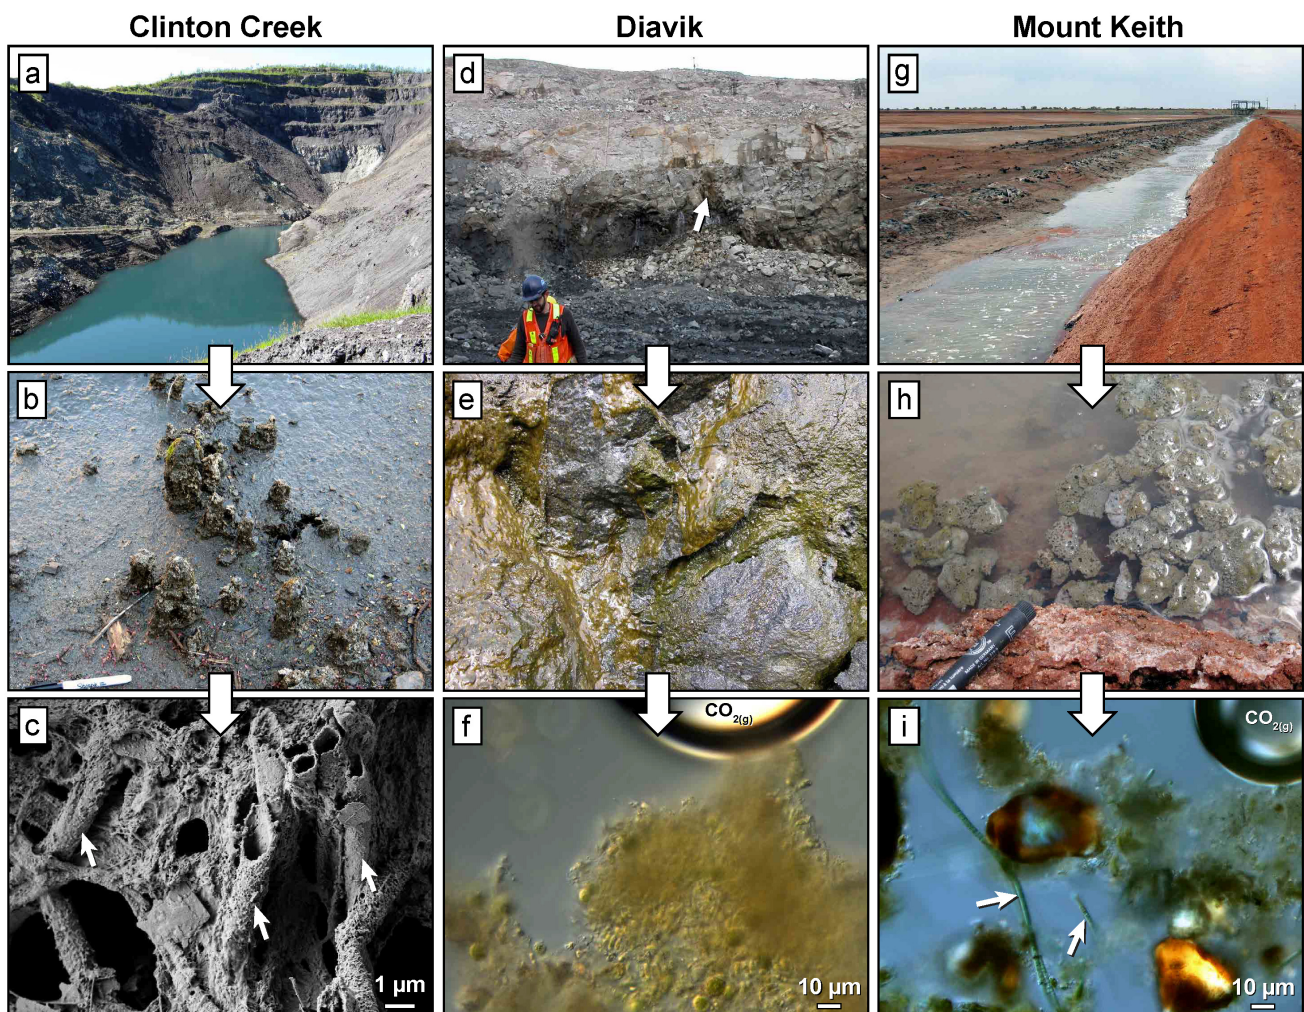 Clinton Creek
Diavik
Mount Keith
a
d
g
b
e
h
c
f
CO2(g)
i
CO2(g)
1 µm
10 µm
10 µm